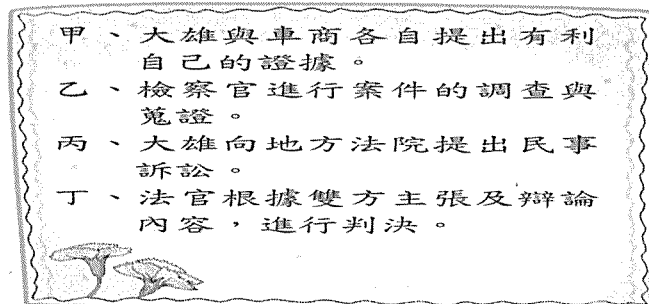 甲、大雄與車商各自提出有利
自己的證據。
乙、檢察官進行案件的調查與
蒐證。
丙、大雄向地方法院提出民事
訴訟。
丁、法官根據雙方主張及辯論
內容，進行判決。